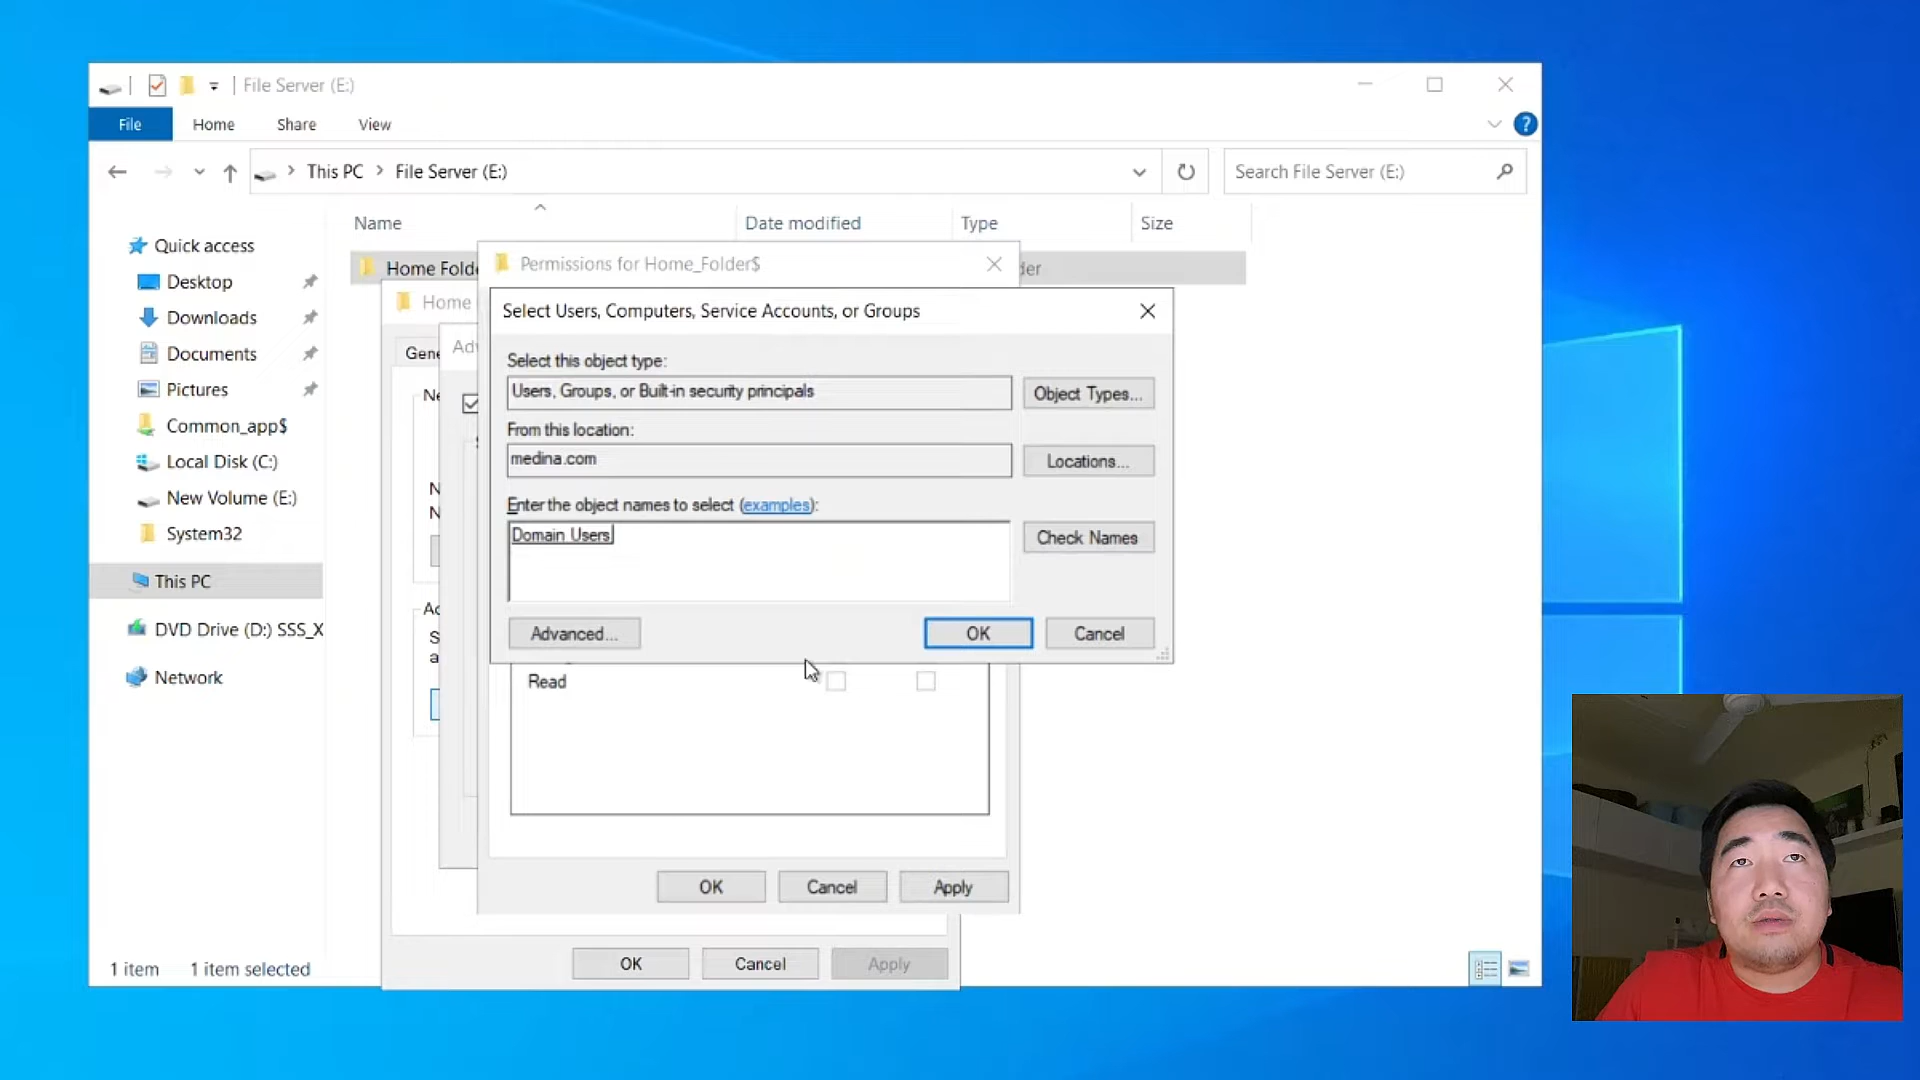 File Server (E:)
File
Home
Share
View
?
This PC
File Server (E:)
Search File Server (E:)
Name
Date modified
Type
Size
Quick access
Desktop
Downloads
Documents
Pictures
Common_app$
Local Disk (C:)
New Volume (E:)
System32
This PC
DVD Drive (D:) SSS_X
Network
Home Folde
Permissions for Home_Folder$
Home
Select Users, Computers, Service Accounts, or Groups
Select this object type:
Users, Groups, or Built-in security principals
Object Types...
From this location:
medina.com
Locations...
Enter the object names to select (examples):
Domain Users
Check Names
Advanced...
OK
Cancel
Read
OK
Cancel
Apply
OK
Cancel
Apply
1 item
1 item selected